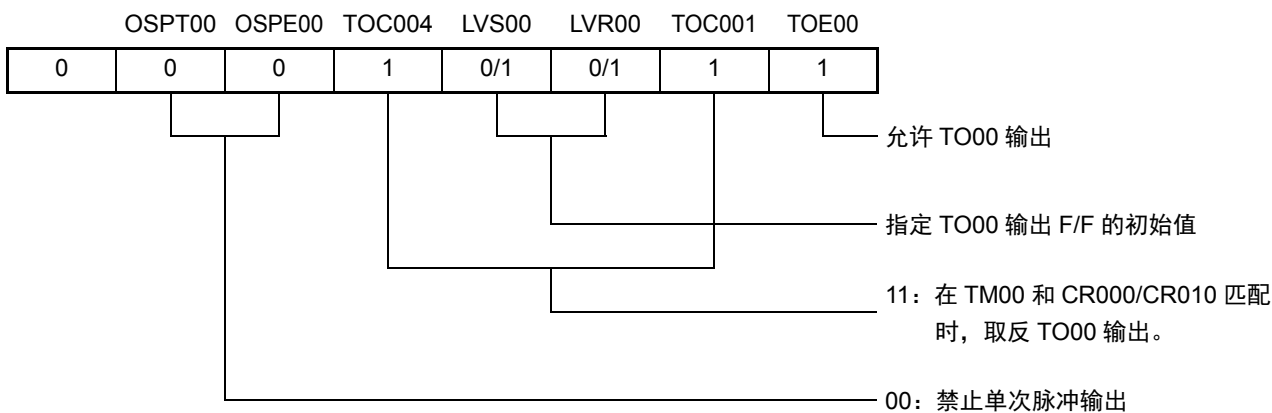 OSPT00 OSPE00 TOC004 LVS00 LVR00 TOC001 TOE00
0 0 0 1 0/1 0/1 1 1
允许 TO00 输出
指定 TO00 输出 F/F 的初始值
11：在 TM00 和 CR000/CR010 匹配
时，取反 TO00 输出。
00：禁止单次脉冲输出